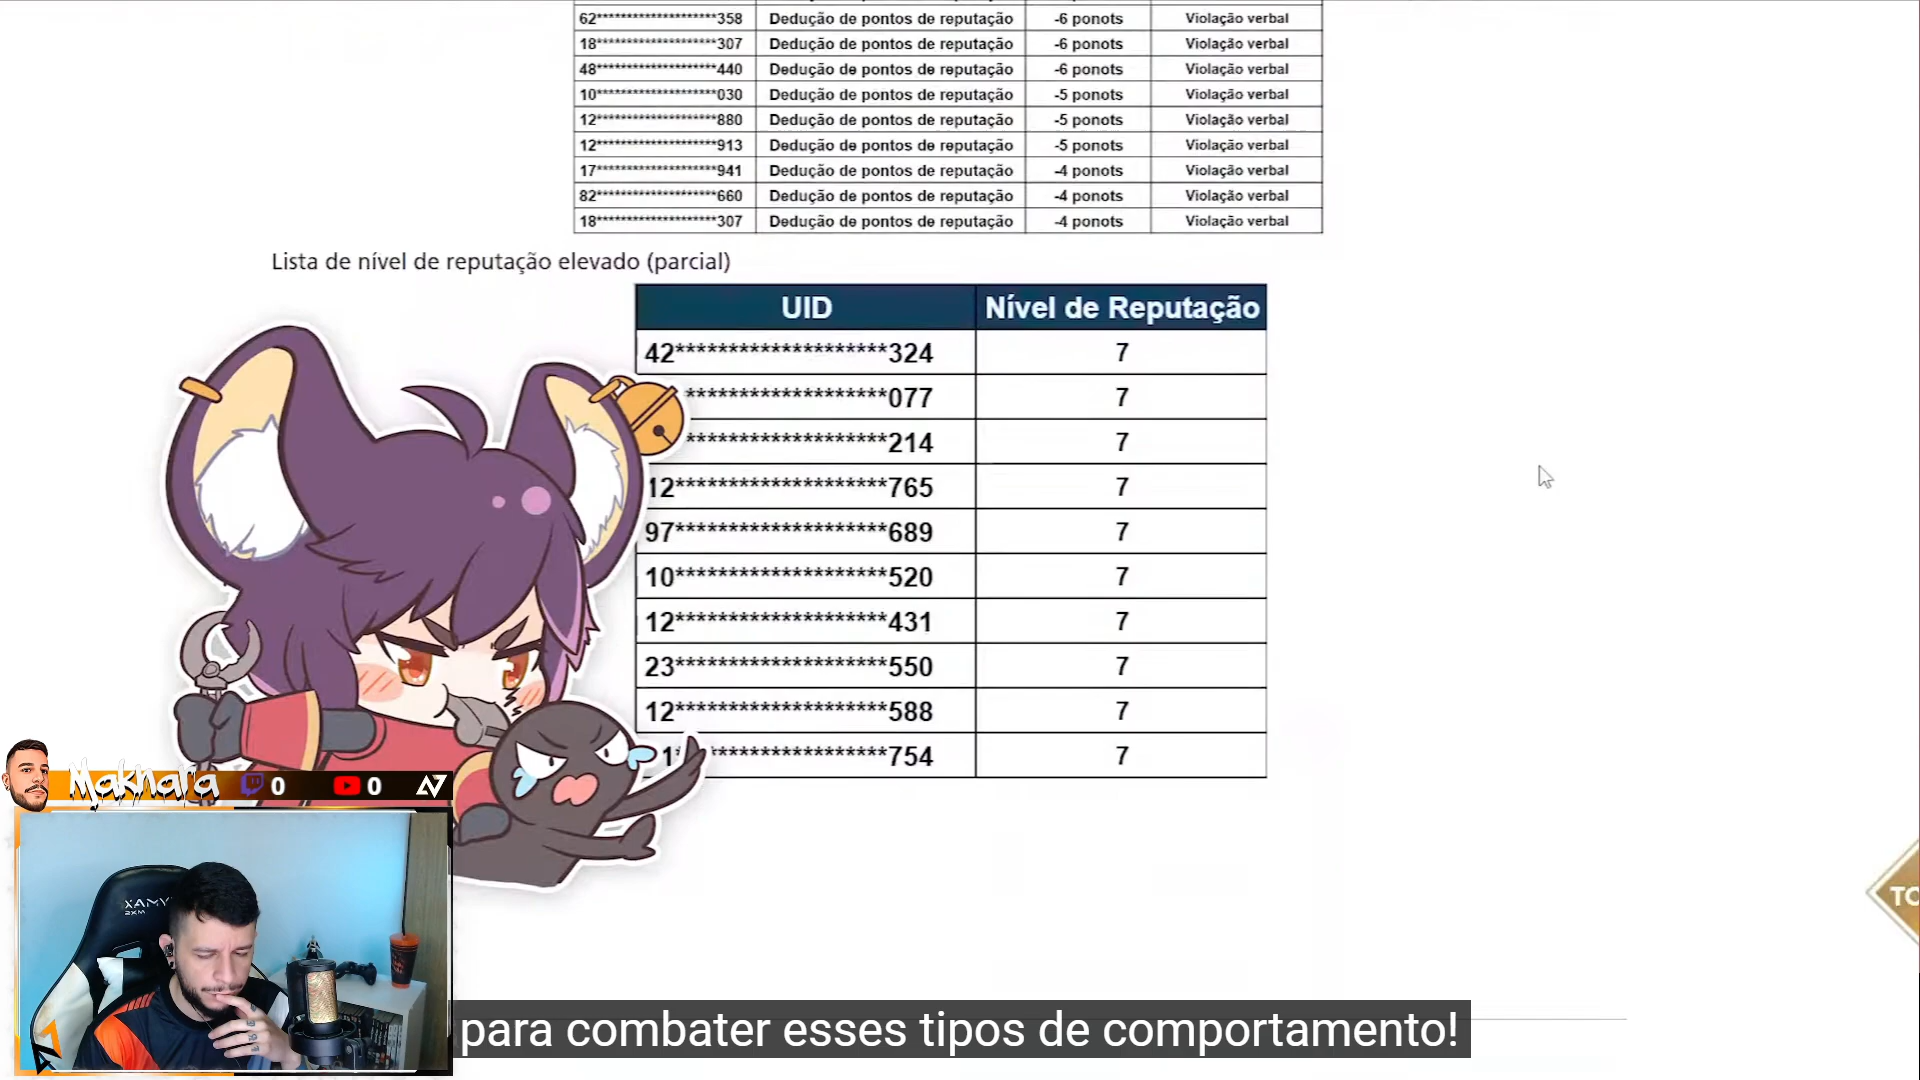 62********************358 Dedução de pontos de reputação -6 ponots Violação verbal
18********************307 Dedução de pontos de reputação -6 ponots Violação verbal
48********************440 Dedução de pontos de reputação -6 ponots Violação verbal
10********************030 Dedução de pontos de reputação -5 ponots Violação verbal
12********************880 Dedução de pontos de reputação -5 ponots Violação verbal
12********************913 Dedução de pontos de reputação -5 ponots Violação verbal
17********************941 Dedução de pontos de reputação -4 ponots Violação verbal
82********************660 Dedução de pontos de reputação -4 ponots Violação verbal
18********************307 Dedução de pontos de reputação -4 ponots Violação verbal
Lista de nível de reputação elevado (parcial)
UID Nível de Reputação
42********************324 7
*******************077 7
*******************214 7
12********************765 7
97********************689 7
10********************520 7
12********************431 7
23********************550 7
12********************588 7
1*******************754 7
Makhara 0 0
TO
para combater esses tipos de comportamento!